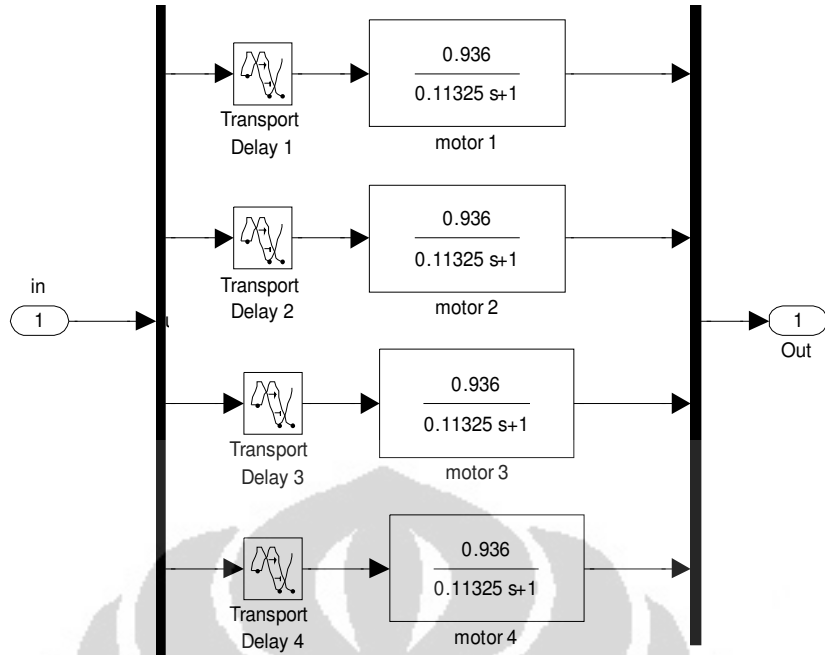 0.936
0.11325 s+1
Transport
Delay 1
motor 1
0.936
0.11325 s+1
Transport
Delay 2
motor 2
in
1
1
Out
0.936
0.11325 s+1
Transport
Delay 3
motor 3
0.936
0.11325 s+1
Transport
Delay 4
motor 4